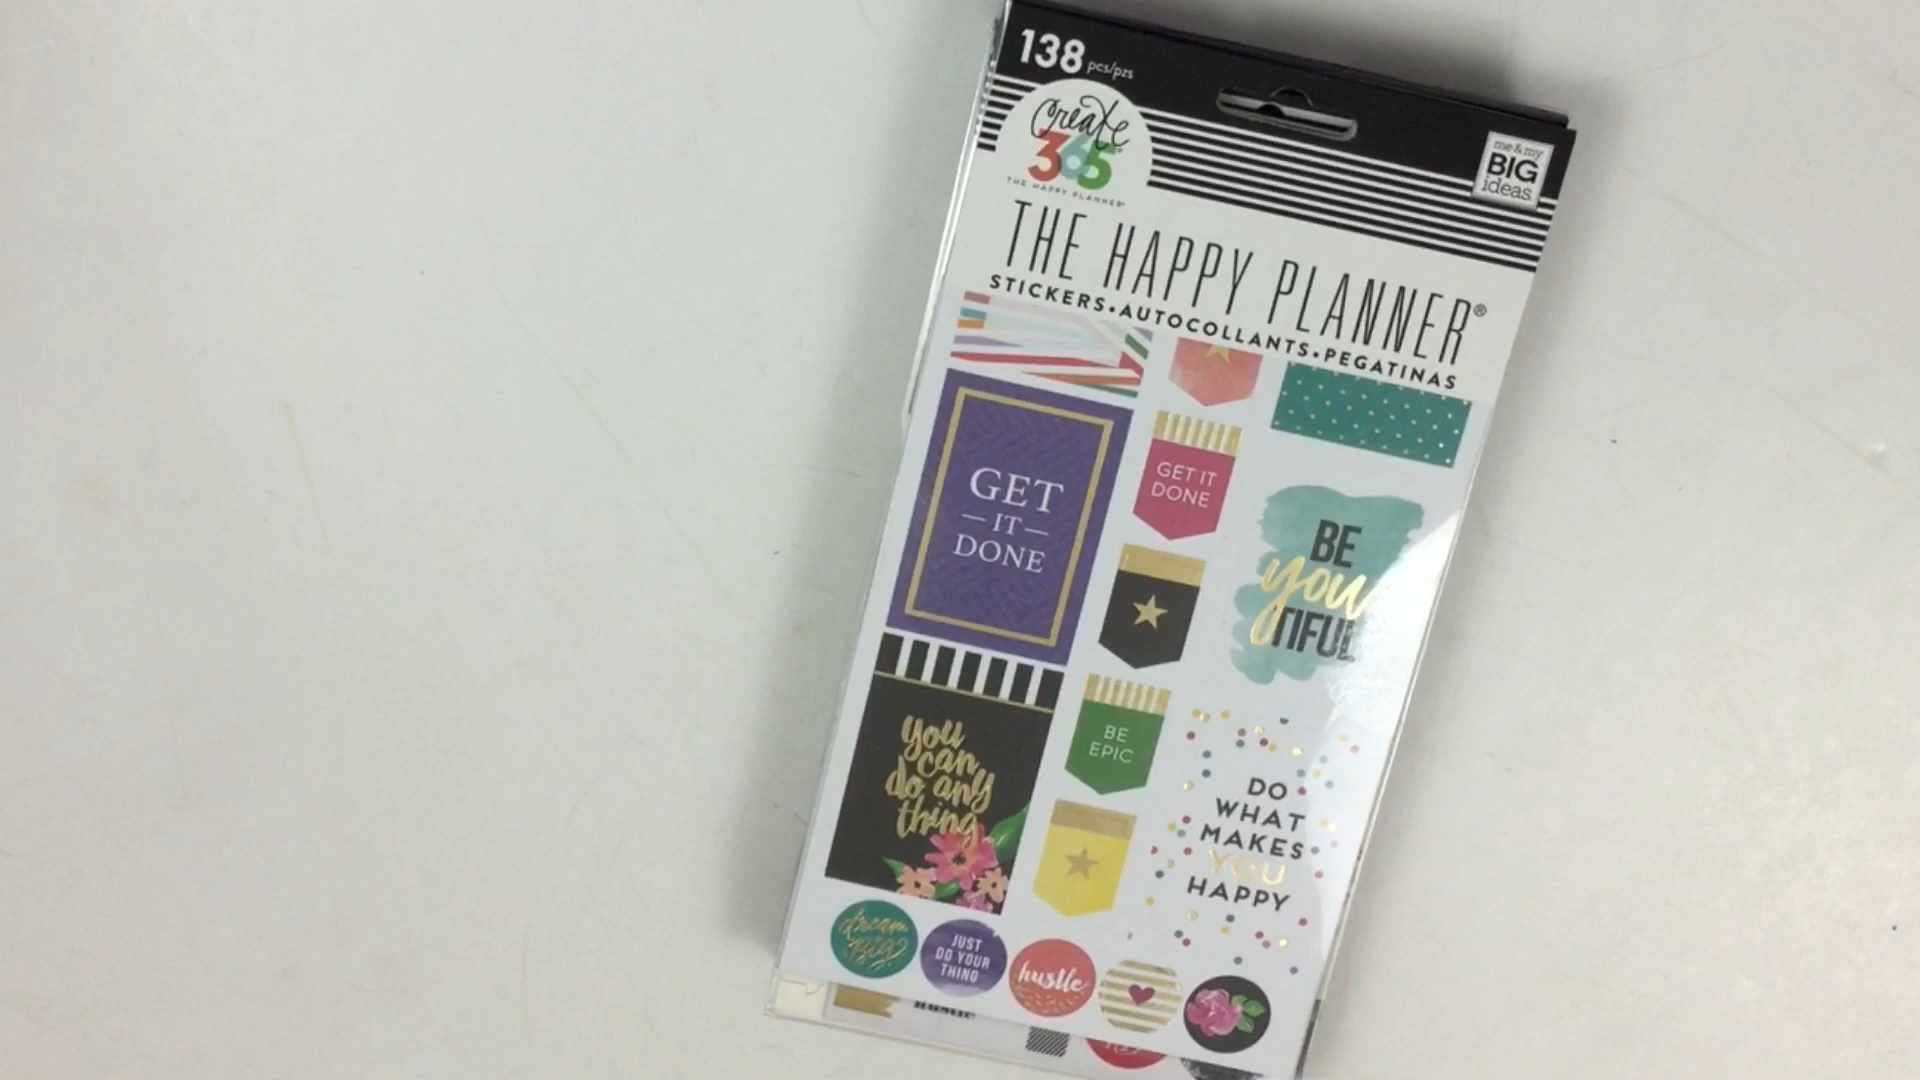 138 pcs/pzs
Create
365®
THE HAPPY PLANNER®
me & my
BIG
ideas
THE HAPPY PLANNER®
STICKERS•AUTOCOLLANTS•PEGATINAS
GET
—IT—
DONE
GET IT
DONE
BE
you
TIFUL
you
can
do any
thing
BE
EPIC
DO
WHAT
MAKES
YOU
HAPPY
dream
big
JUST
DO YOUR
THING
hustle